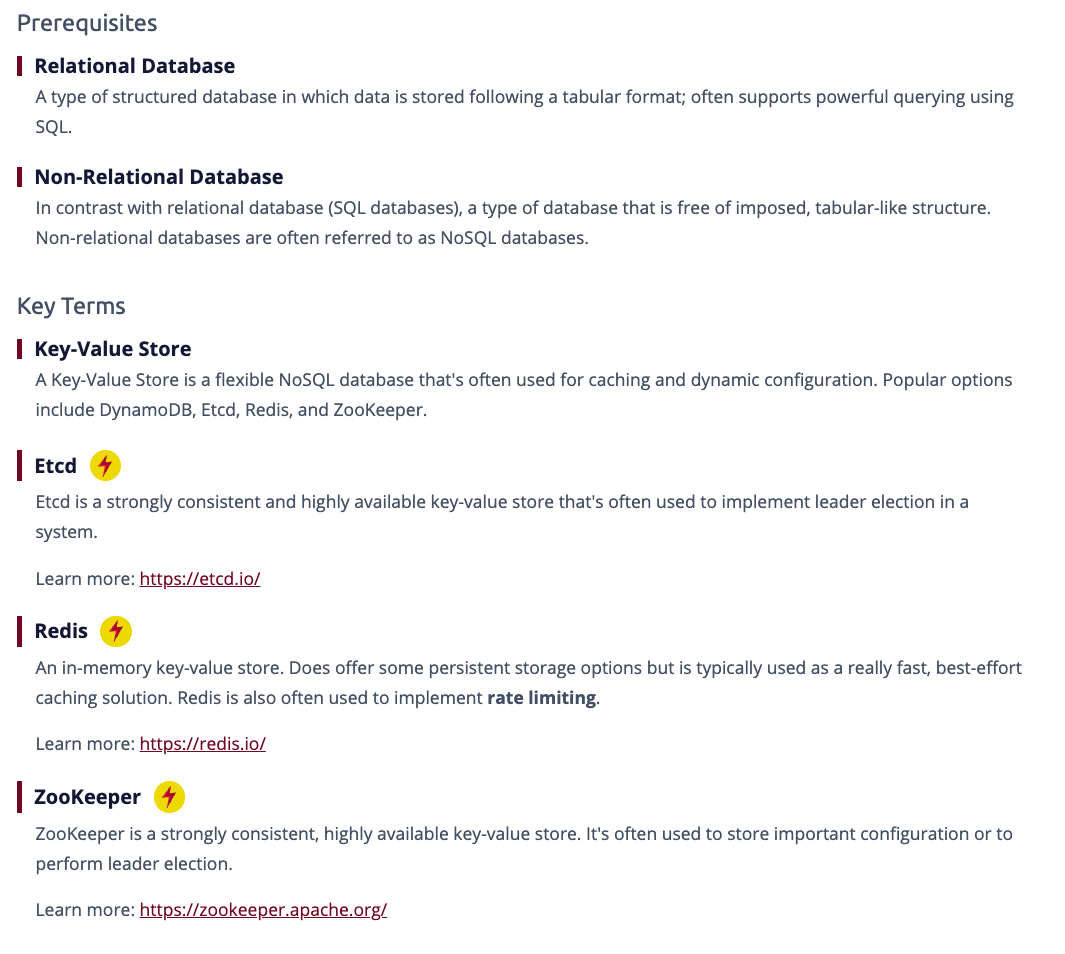 Prerequisites
Relational Database
A type of structured database in which data is stored following a tabular format; often supports powerful querying using
SQL.
Non-Relational Database
In contrast with relational database (SQL databases), a type of database that is free of imposed, tabular-like structure.
Non-relational databases are often referred to as NoSQL databases.
Key Terms
Key-Value Store
A Key-Value Store is a flexible NoSQL database that's often used for caching and dynamic configuration. Popular options
include DynamoDB, Etcd, Redis, and ZooKeeper.
Etcd
Etcd is a strongly consistent and highly available key-value store that's often used to implement leader election in a
system.
Learn more: https://etcd.io/
Redis
An in-memory key-value store. Does offer some persistent storage options but is typically used as a really fast, best-effort
caching solution. Redis is also often used to implement rate limiting.
Learn more: https://redis.io/
ZooKeeper
ZooKeeper is a strongly consistent, highly available key-value store. It's often used to store important configuration or to
perform leader election.
Learn more: https://zookeeper.apache.org/